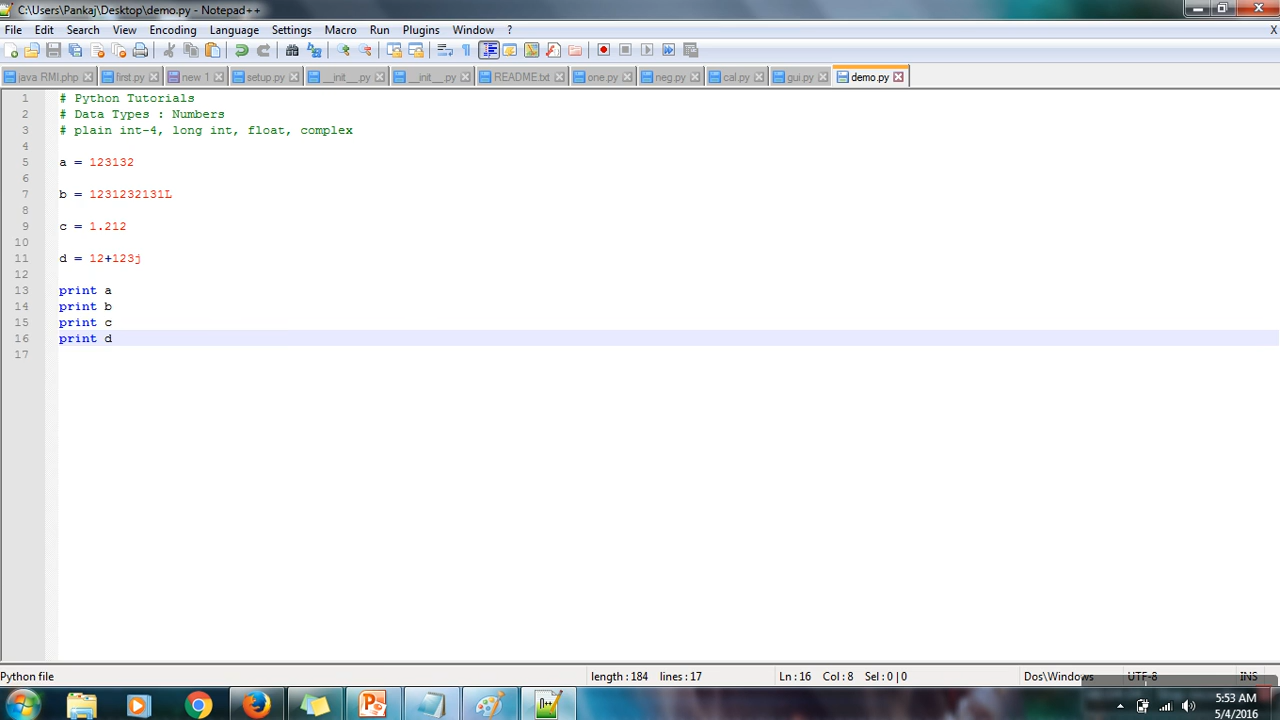 C:\Users\Pankaj\Desktop\demo.py - Notepad++
File Edit Search View Encoding Language Settings Macro Run Plugins Window ? X
java RMI.php new 1 setup.py __init__.py __init__.py README.txt one.py neg.py cal.py gui.py demo.py
1 # Python Tutorials
2 # Data Types : Numbers
3 # plain int-4, long int, float, complex
4
5 a = 123132
6
7 b = 1231232131L
8
9 c = 1.212
10
11 d = 12+123j
12
13 print a
14 print b
15 print c
16 print d
17
Python file length : 184 lines : 17 Ln : 16 Col : 8 Sel : 0 | 0 Dos\Windows UTF-8 INS
5:53 AM
5/4/2016